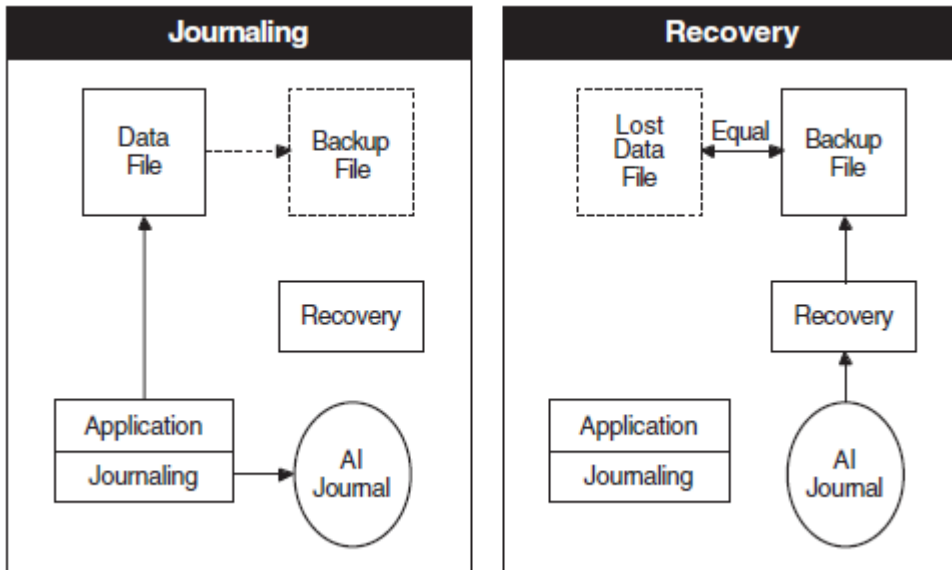 Journaling
Data
File
Backup
File
Recovery
Application
Journaling
AI
Journal
Recovery
Lost
Data
File
Equal
Backup
File
Recovery
Application
Journaling
AI
Journal